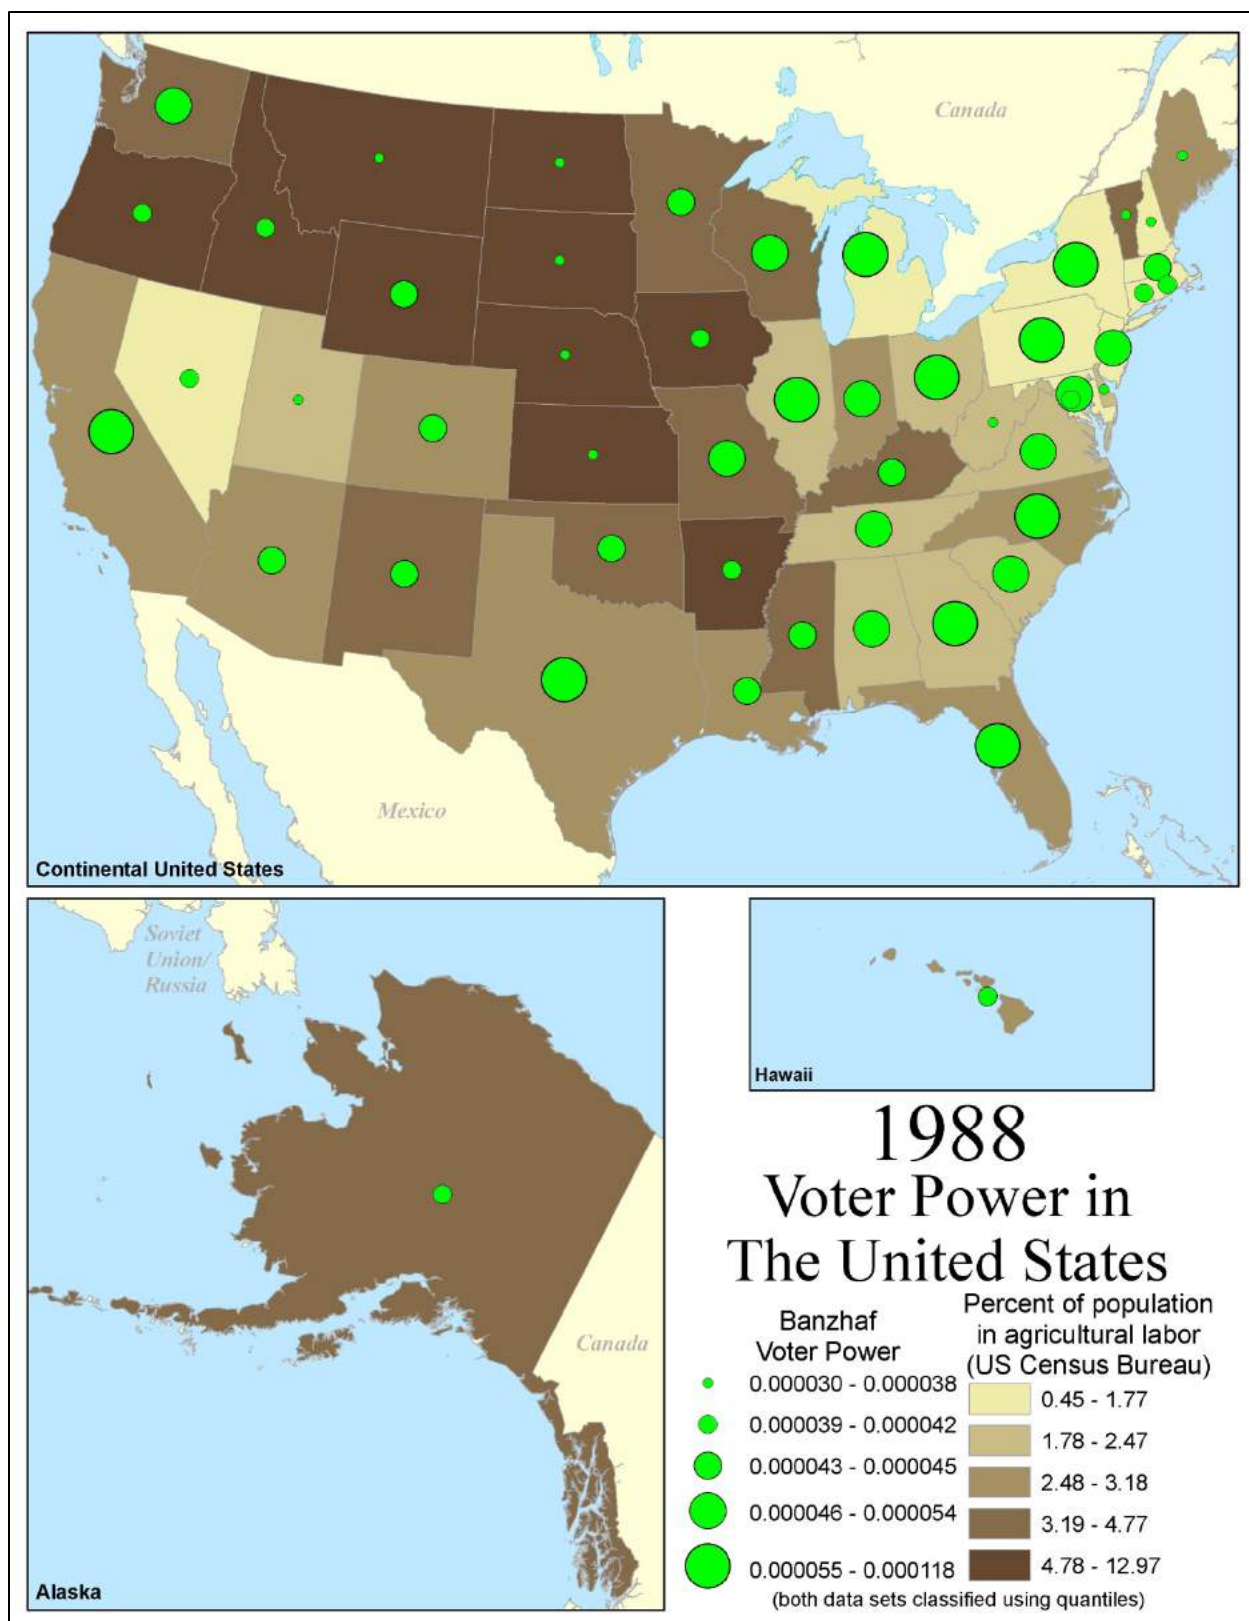 Canada
Mexico
Continental United States
Soviet
Union/
Russia
Canada
Alaska
Hawaii
1988
Voter Power in
The United States
Banzhaf
Voter Power
0.000030 - 0.000038
0.000039 - 0.000042
0.000043 - 0.000045
0.000046 - 0.000054
0.000055 - 0.000118
Percent of population
in agricultural labor
(US Census Bureau)
0.45 - 1.77
1.78 - 2.47
2.48 - 3.18
3.19 - 4.77
4.78 - 12.97
(both data sets classified using quantiles)